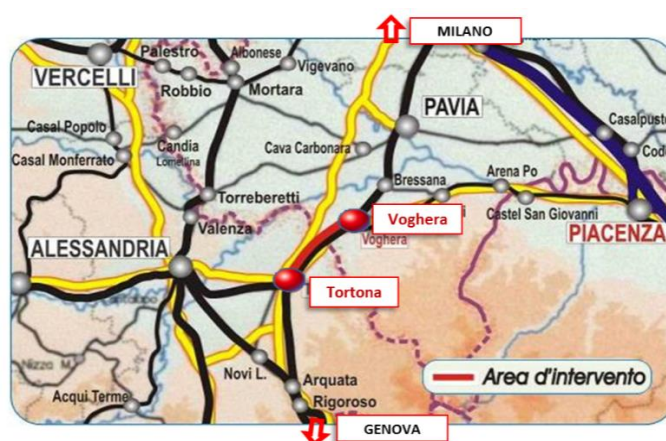 MILANO
Palestro
Albonese
Vigevano
VERCELLI
Robbio
Mortara
PAVIA
Casalpuste
Casal Popolo
Candia
Lomellina
Cava Carbonara
Cod
Casal Monferrato
Bressana
Arena Po
Torreberetti
Castel San Giovanni
Valenza
Voghera
Voghera
PIACENZA
ALESSANDRIA
Tortona
Nizza M.
Novi L.
Arquata
Area d'intervento
Acqui Terme
Rigoroso
GENOVA